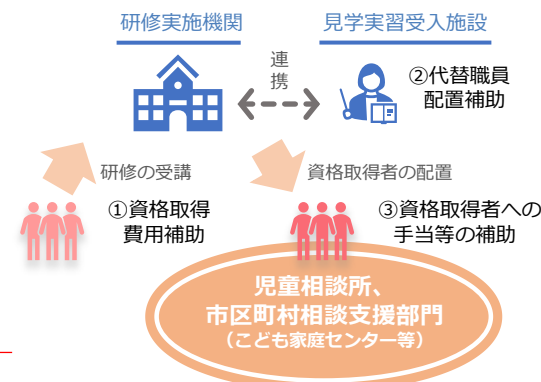 研修実施機関
見学実習受入施設
連
携
②代替職員
配置補助
研修の受講
資格取得者の配置
①資格取得
費用補助
③資格取得者への
手当等の補助
児童相談所、
市区町村相談支援部門
（こども家庭センター等）